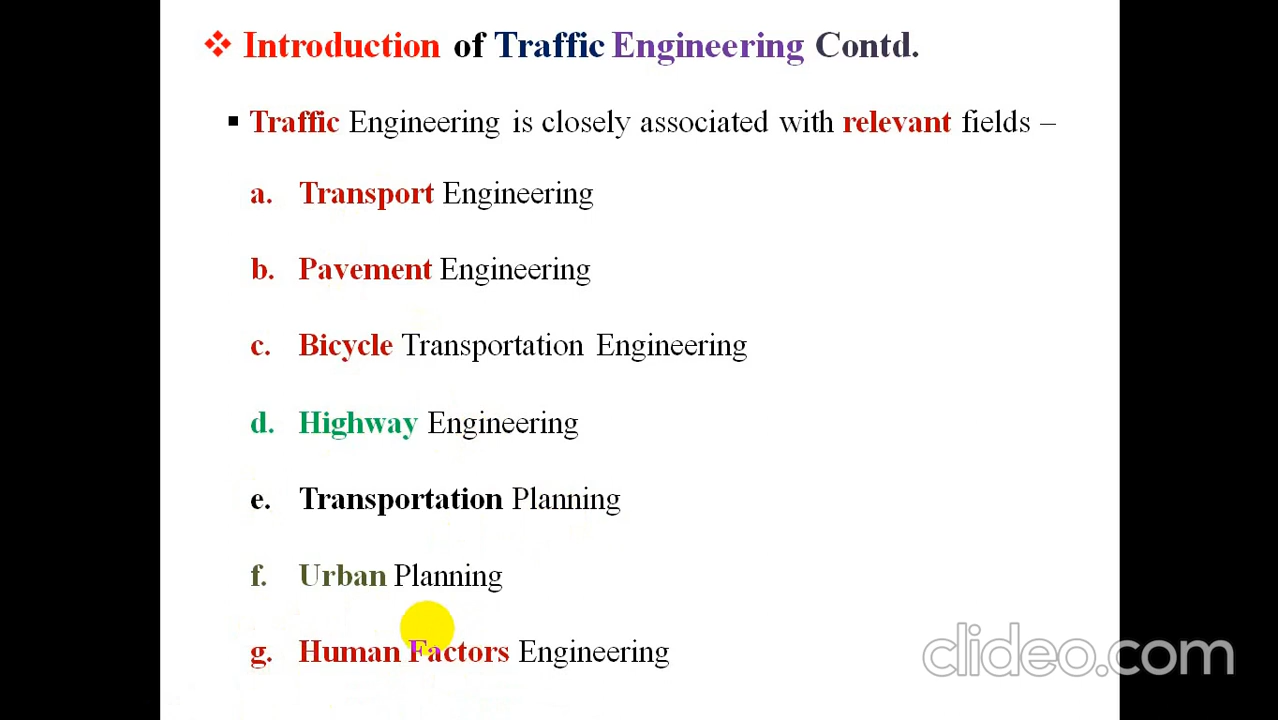 ❖ Introduction of Traffic Engineering Contd.
▪ Traffic Engineering is closely associated with relevant fields –
a. Transport Engineering
b. Pavement Engineering
c. Bicycle Transportation Engineering
d. Highway Engineering
e. Transportation Planning
f. Urban Planning
g. Human Factors Engineering
clideo.com